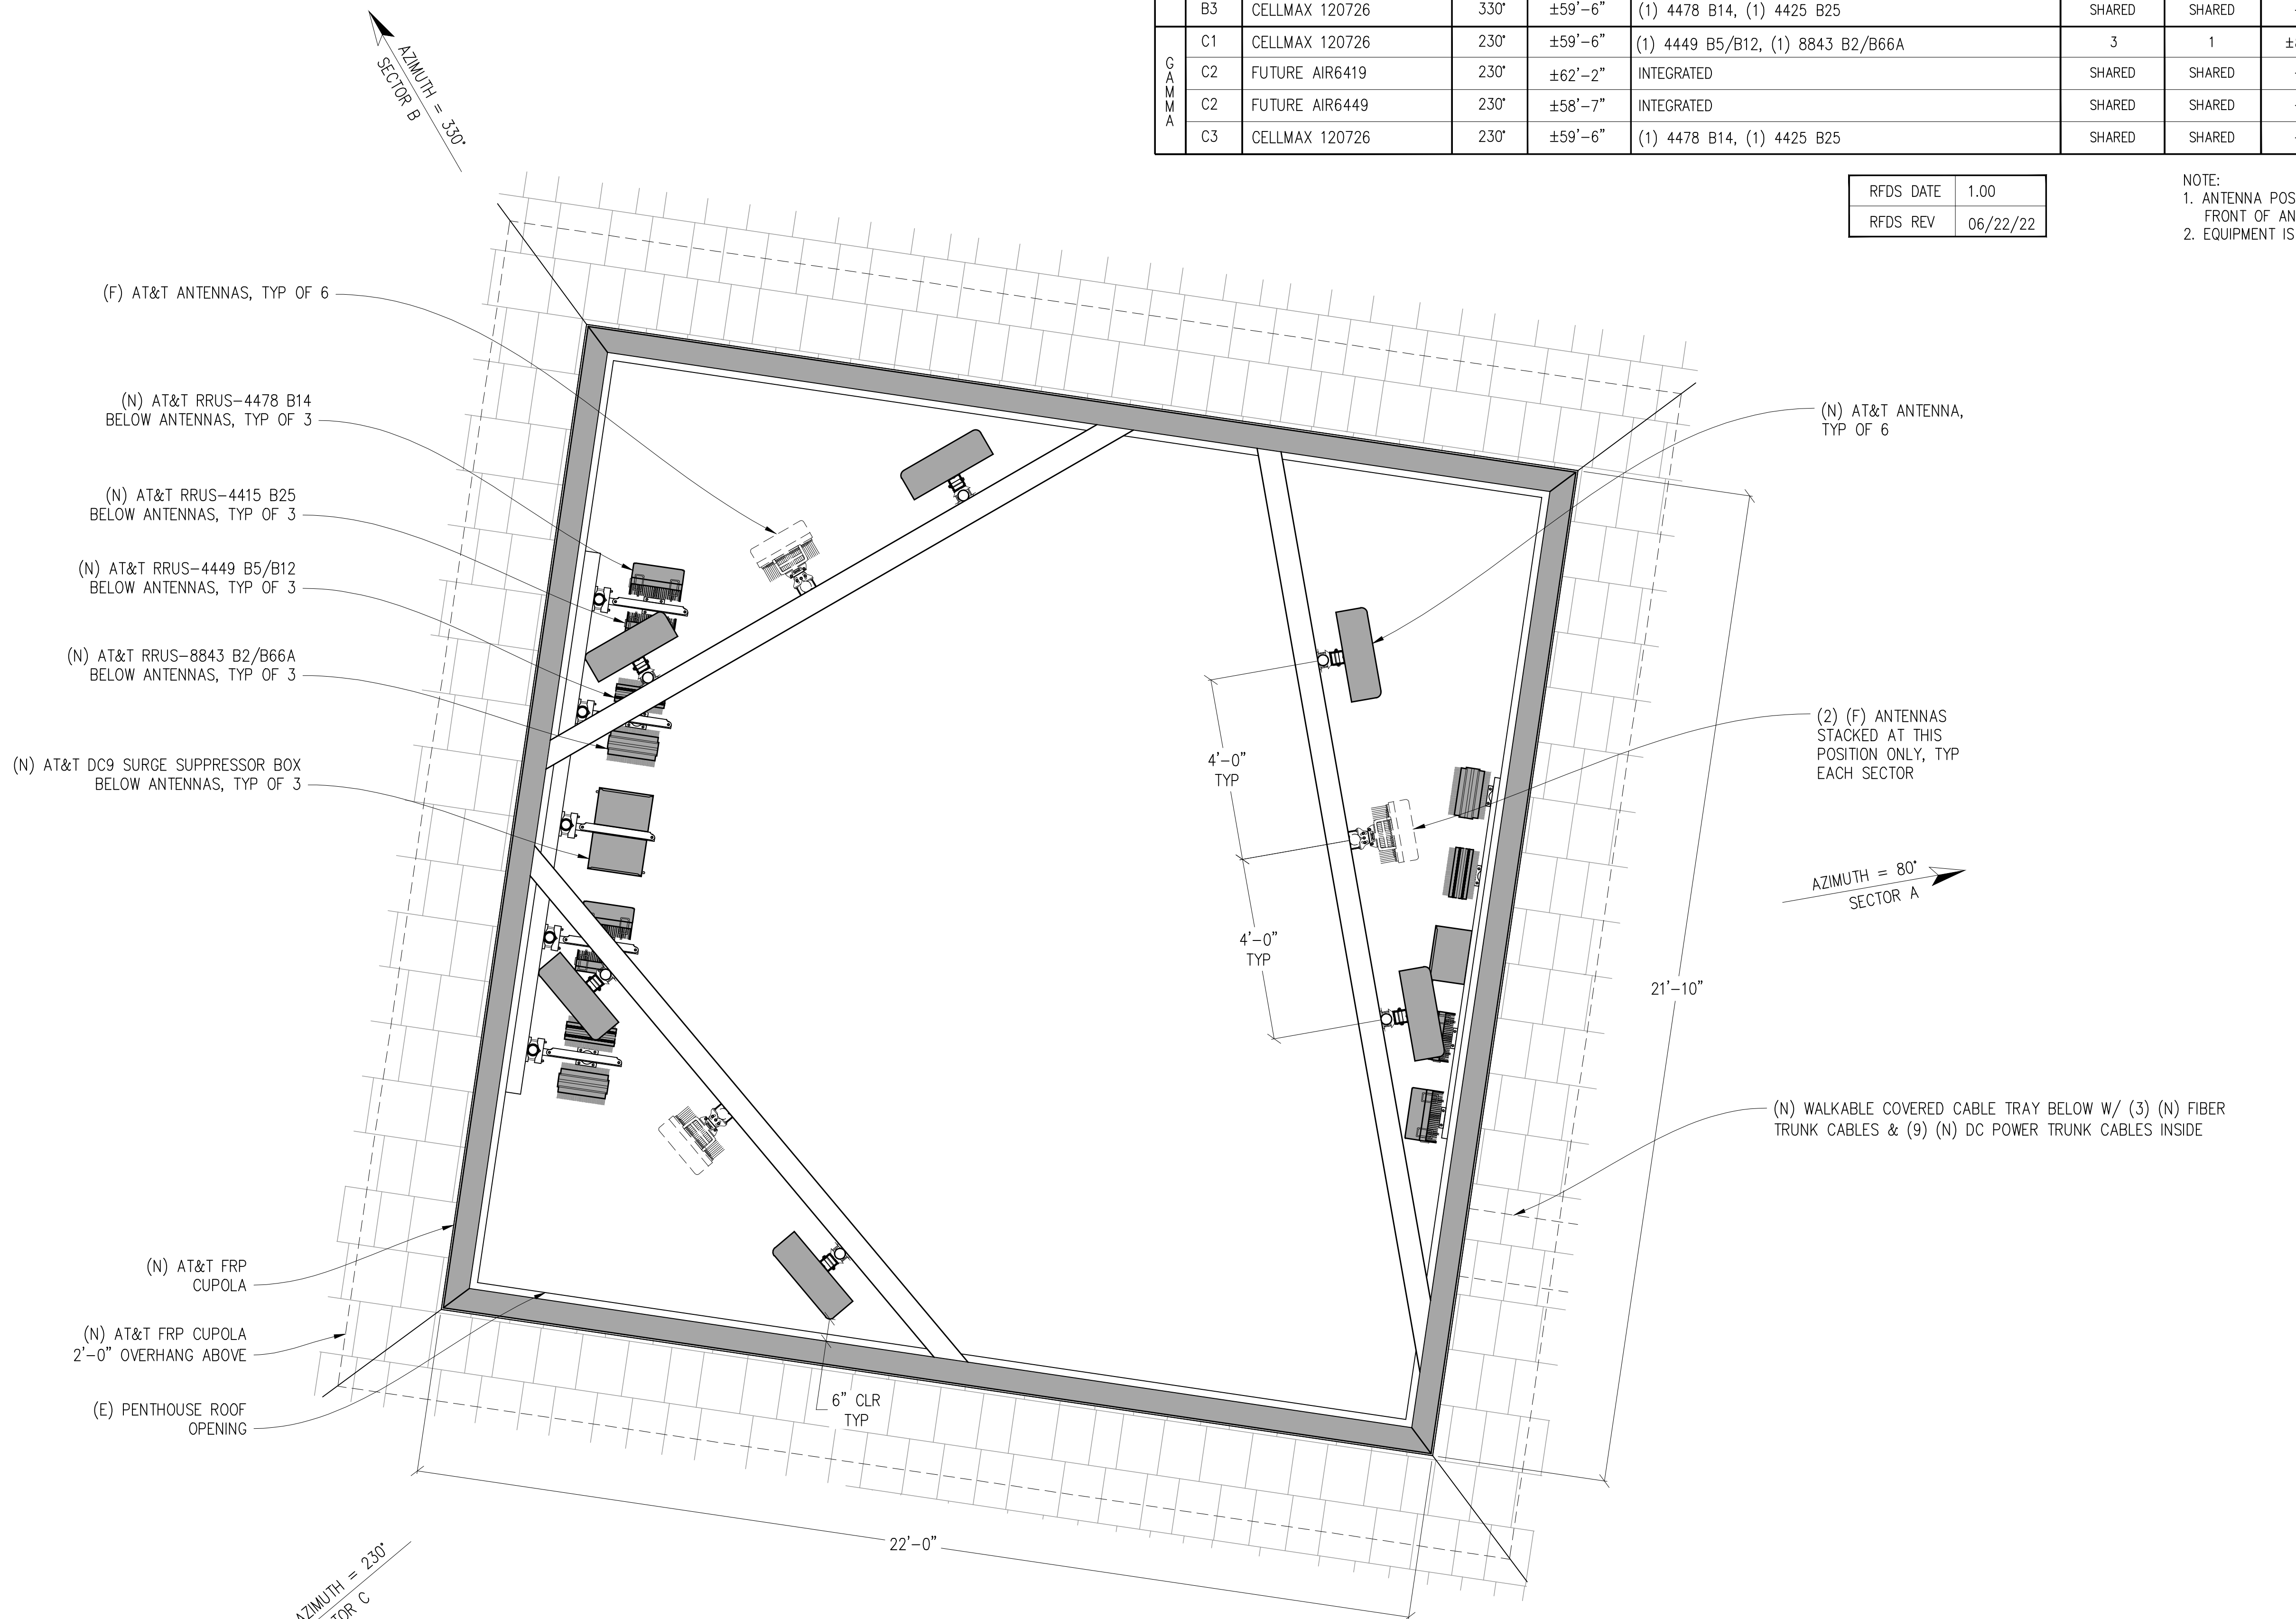 B3 CELLMAX 120726 330° ±59'-6" (1) 4478 B14, (1) 4425 B25 SHARED SHARED
C1 CELLMAX 120726 230° ±59'-6" (1) 4449 B5/B12, (1) 8843 B2/B66A 3 1
GAMMA
C2 FUTURE AIR6419 230° ±62'-2" INTEGRATED SHARED SHARED
C2 FUTURE AIR6449 230° ±58'-7" INTEGRATED SHARED SHARED
C3 CELLMAX 120726 230° ±59'-6" (1) 4478 B14, (1) 4425 B25 SHARED SHARED
RFDS DATE 1.00
RFDS REV 06/22/22
NOTE:
1. ANTENNA POS
FRONT OF AN
2. EQUIPMENT IS
AZIMUTH = 330°
SECTOR B
(F) AT&T ANTENNAS, TYP OF 6
(N) AT&T RRUS-4478 B14
BELOW ANTENNAS, TYP OF 3
(N) AT&T RRUS-4415 B25
BELOW ANTENNAS, TYP OF 3
(N) AT&T RRUS-4449 B5/B12
BELOW ANTENNAS, TYP OF 3
(N) AT&T RRUS-8843 B2/B66A
BELOW ANTENNAS, TYP OF 3
(N) AT&T DC9 SURGE SUPPRESSOR BOX
BELOW ANTENNAS, TYP OF 3
(N) AT&T FRP
CUPOLA
(N) AT&T FRP CUPOLA
2'-0" OVERHANG ABOVE
(E) PENTHOUSE ROOF
OPENING
(N) AT&T ANTENNA,
TYP OF 6
4'-0"
TYP
(2) (F) ANTENNAS
STACKED AT THIS
POSITION ONLY, TYP
EACH SECTOR
AZIMUTH = 80°
SECTOR A
4'-0"
TYP
21'-10"
(N) WALKABLE COVERED CABLE TRAY BELOW W/ (3) (N) FIBER
TRUNK CABLES & (9) (N) DC POWER TRUNK CABLES INSIDE
6" CLR
TYP
22'-0"
AZIMUTH = 230°
TOR C